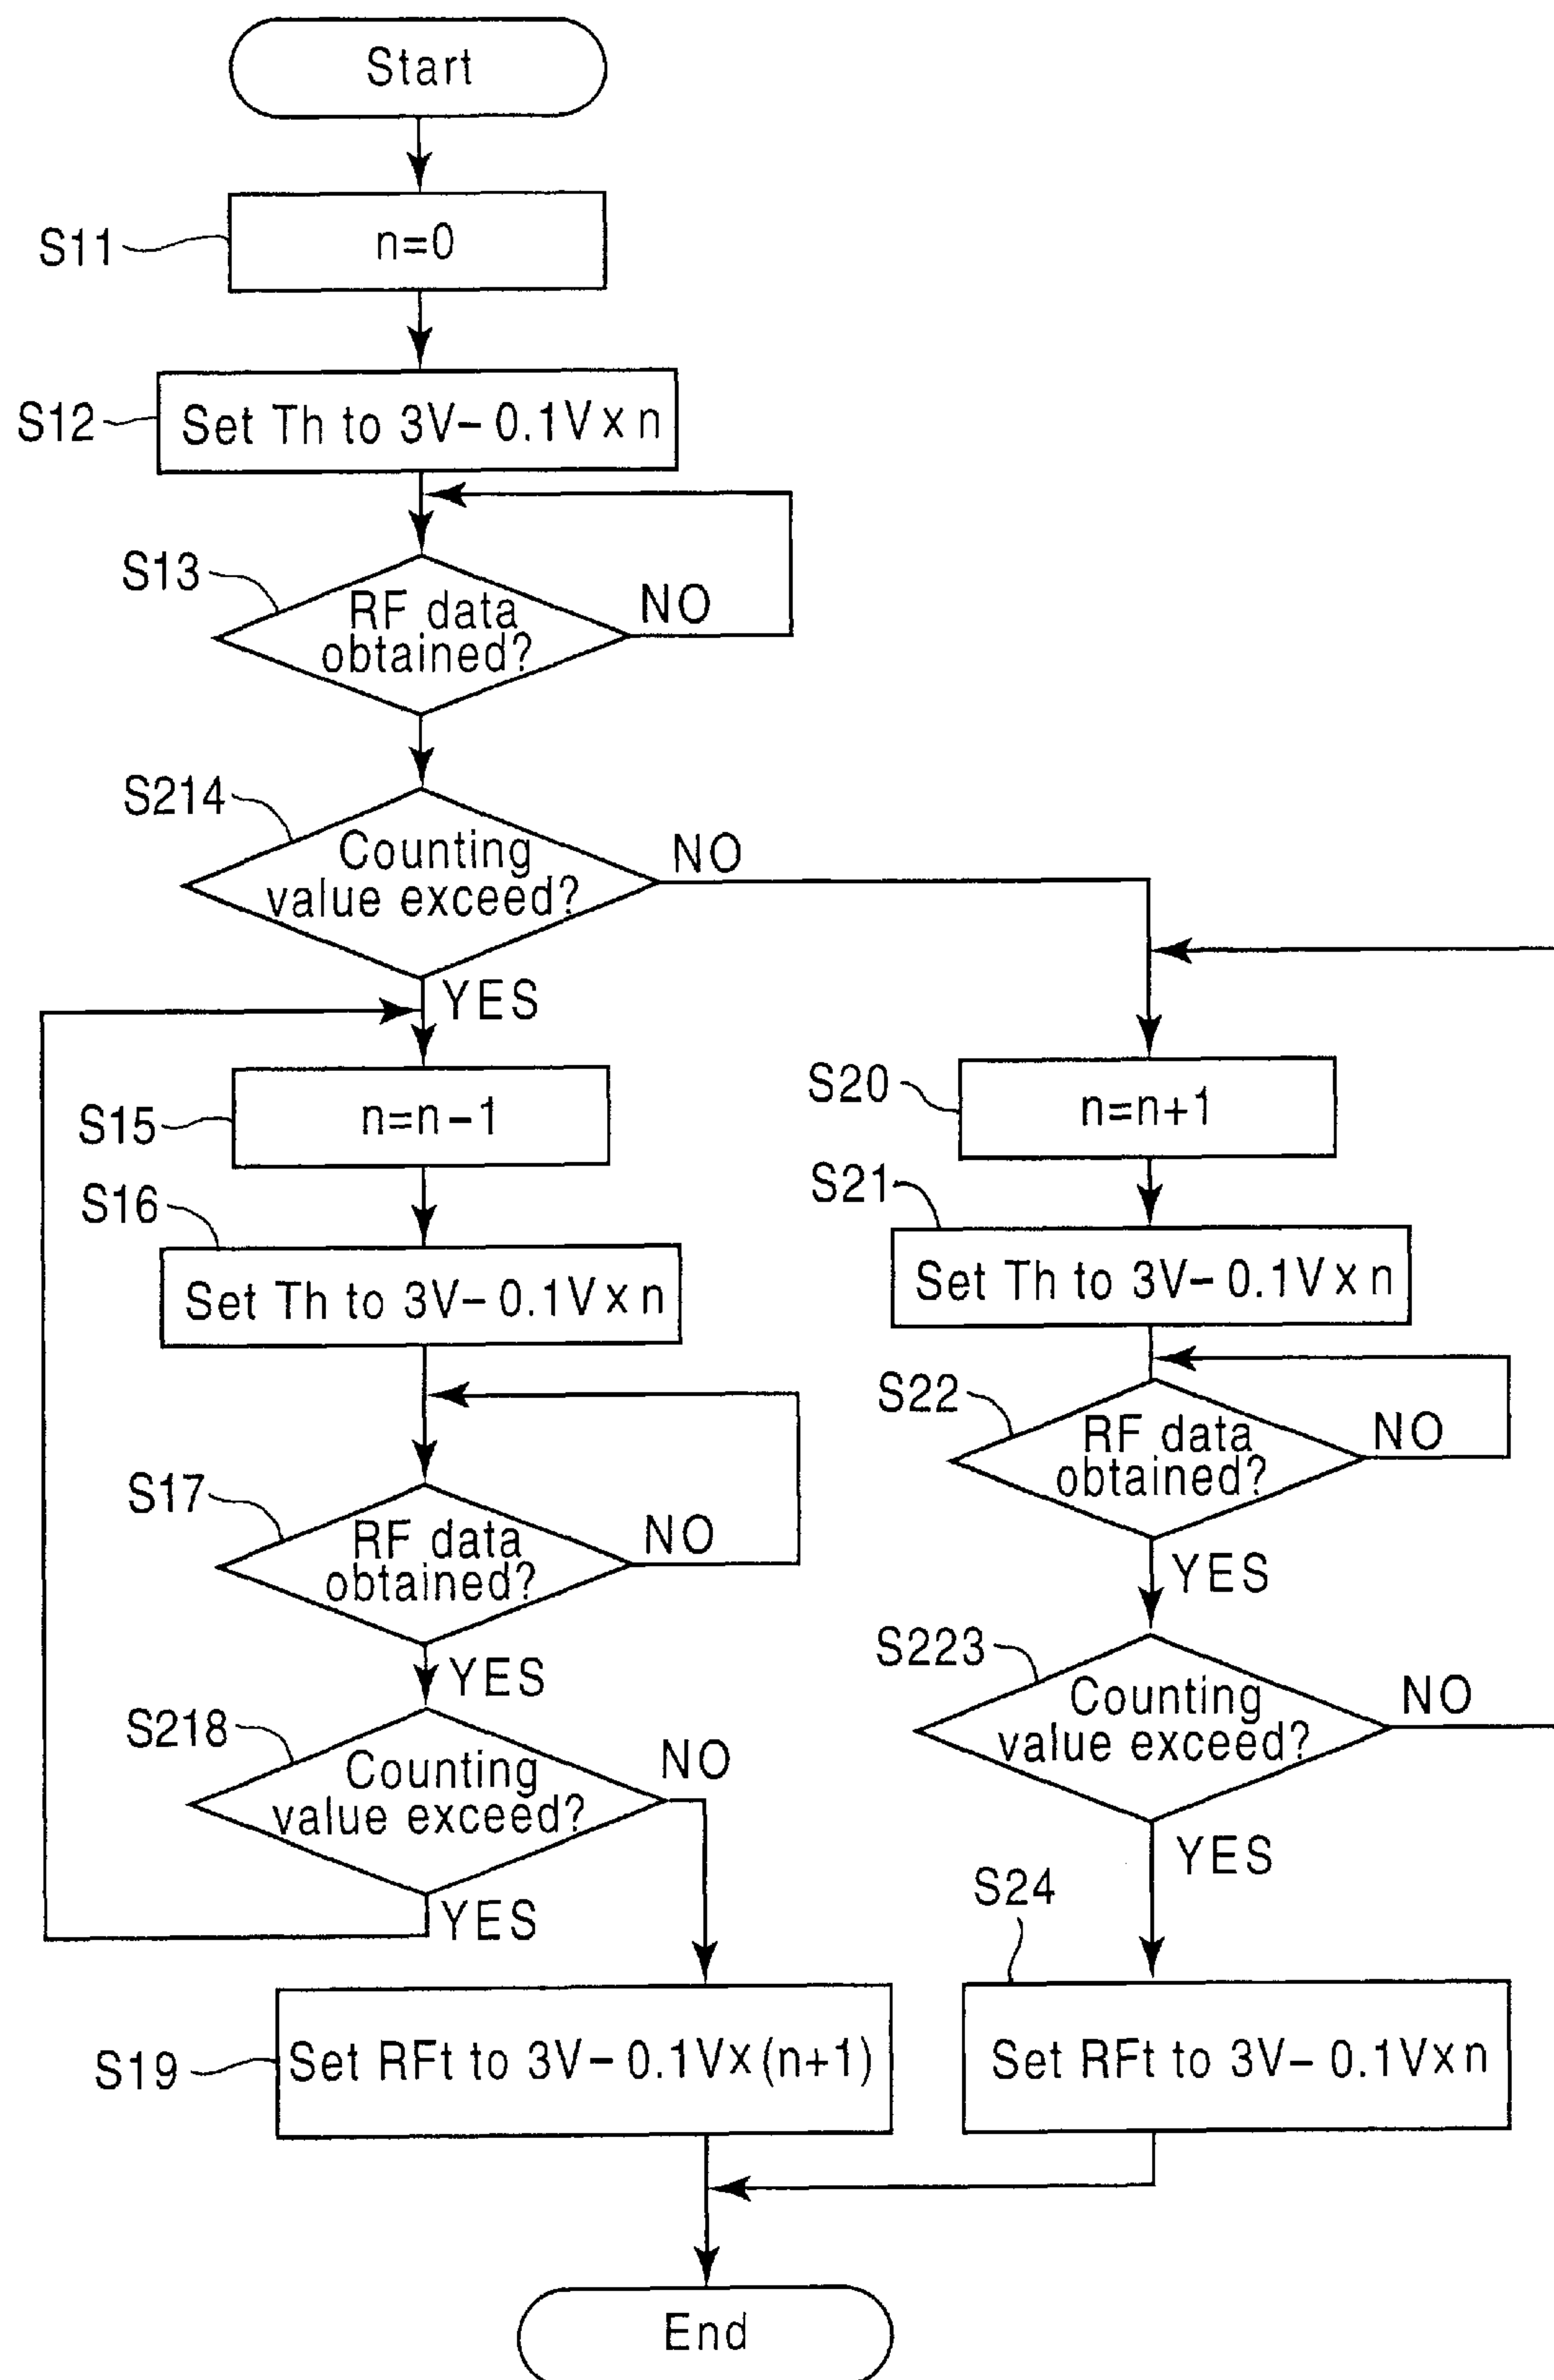 Start
S11
n=0
S12
Set Th to 3V−0.1V×n
S13
RF data
obtained?
NO
S214
Counting
value exceed?
NO
YES
S15
n=n−1
S16
Set Th to 3V−0.1V×n
S17
RF data
obtained?
NO
YES
S218
Counting
value exceed?
NO
YES
S19
Set RFt to 3V−0.1V×(n+1)
S20
n=n+1
S21
Set Th to 3V−0.1V×n
S22
RF data
obtained?
NO
YES
S223
Counting
value exceed?
NO
YES
S24
Set RFt to 3V−0.1V×n
End